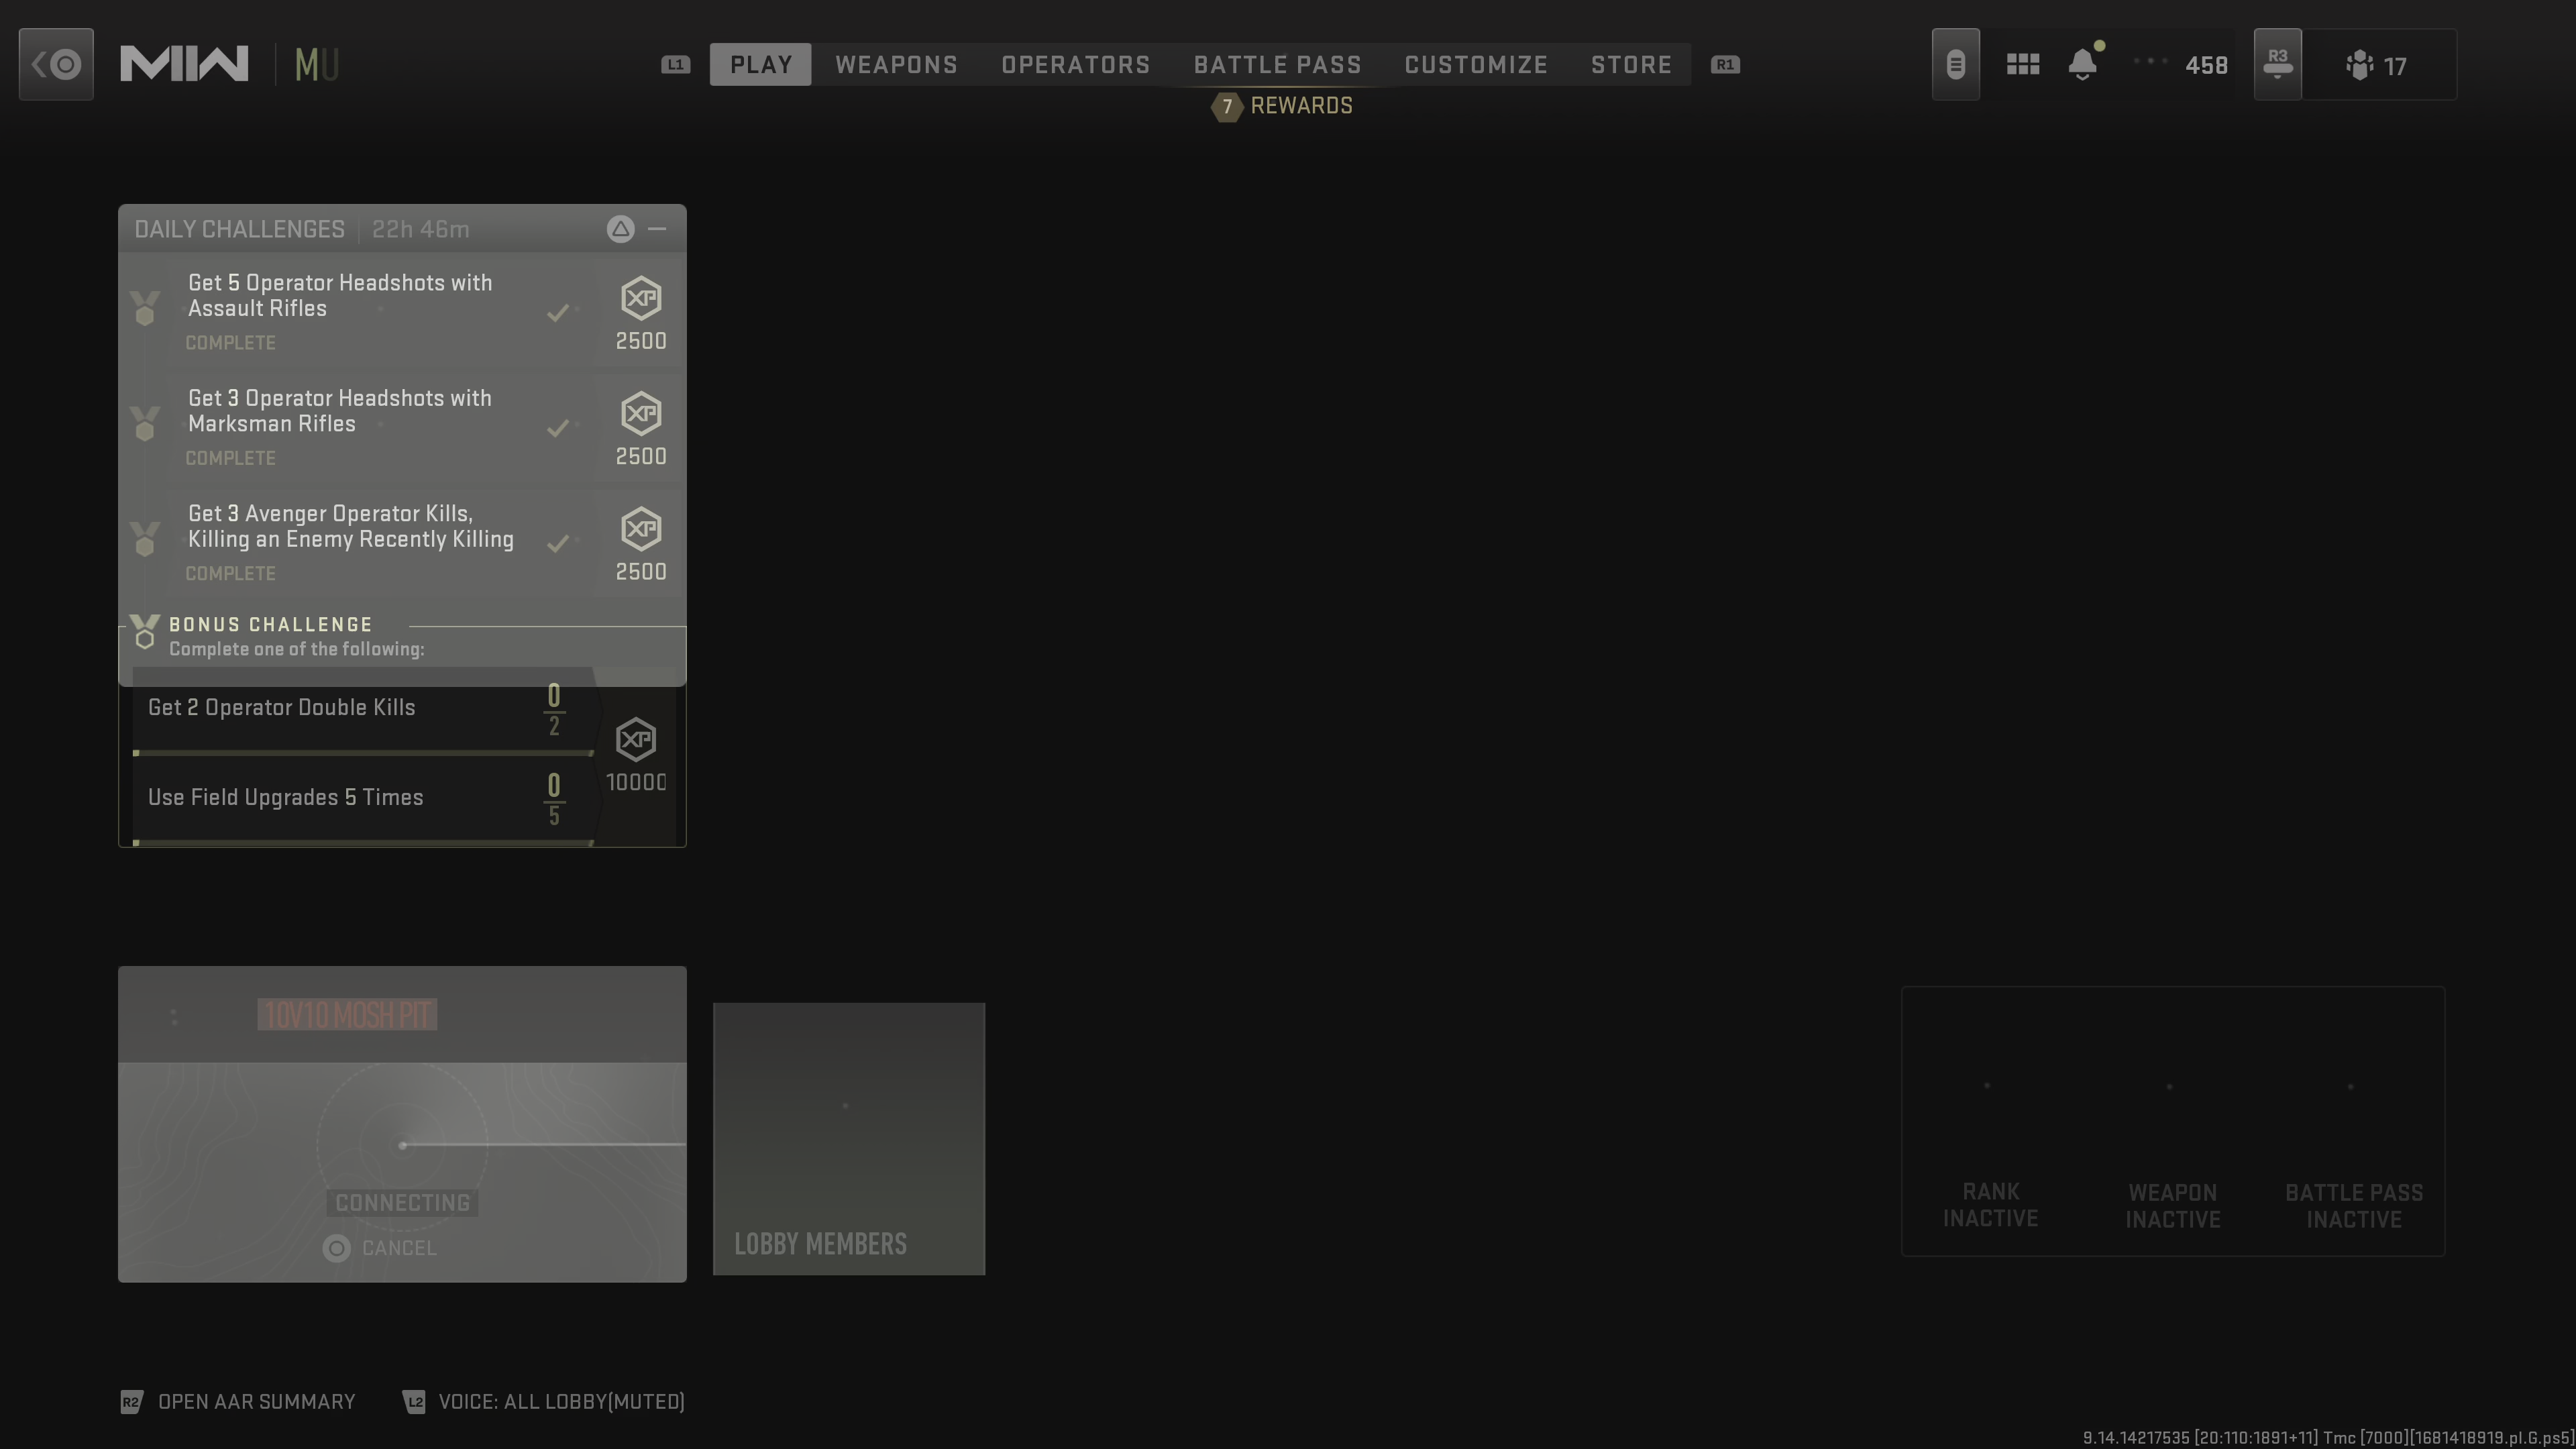 MW MU
L1 PLAY WEAPONS OPERATORS BATTLE PASS CUSTOMIZE STORE R1
458 R3 17
7 REWARDS
DAILY CHALLENGES 22h 46m
Get 5 Operator Headshots with
Assault Rifles
COMPLETE
XP
2500
Get 3 Operator Headshots with
Marksman Rifles
COMPLETE
XP
2500
Get 3 Avenger Operator Kills,
Killing an Enemy Recently Killing
COMPLETE
XP
2500
BONUS CHALLENGE
Complete one of the following:
Get 2 Operator Double Kills
0
2
XP
10000
Use Field Upgrades 5 Times
0
5
10V10 MOSH PIT
CONNECTING
CANCEL
LOBBY MEMBERS
RANK
INACTIVE
WEAPON
INACTIVE
BATTLE PASS
INACTIVE
R2 OPEN AAR SUMMARY L2 VOICE: ALL LOBBY(MUTED)
9.14.14217535 [20:110:1891+11] Tmc [7000][1681418919.pl.G.ps5]